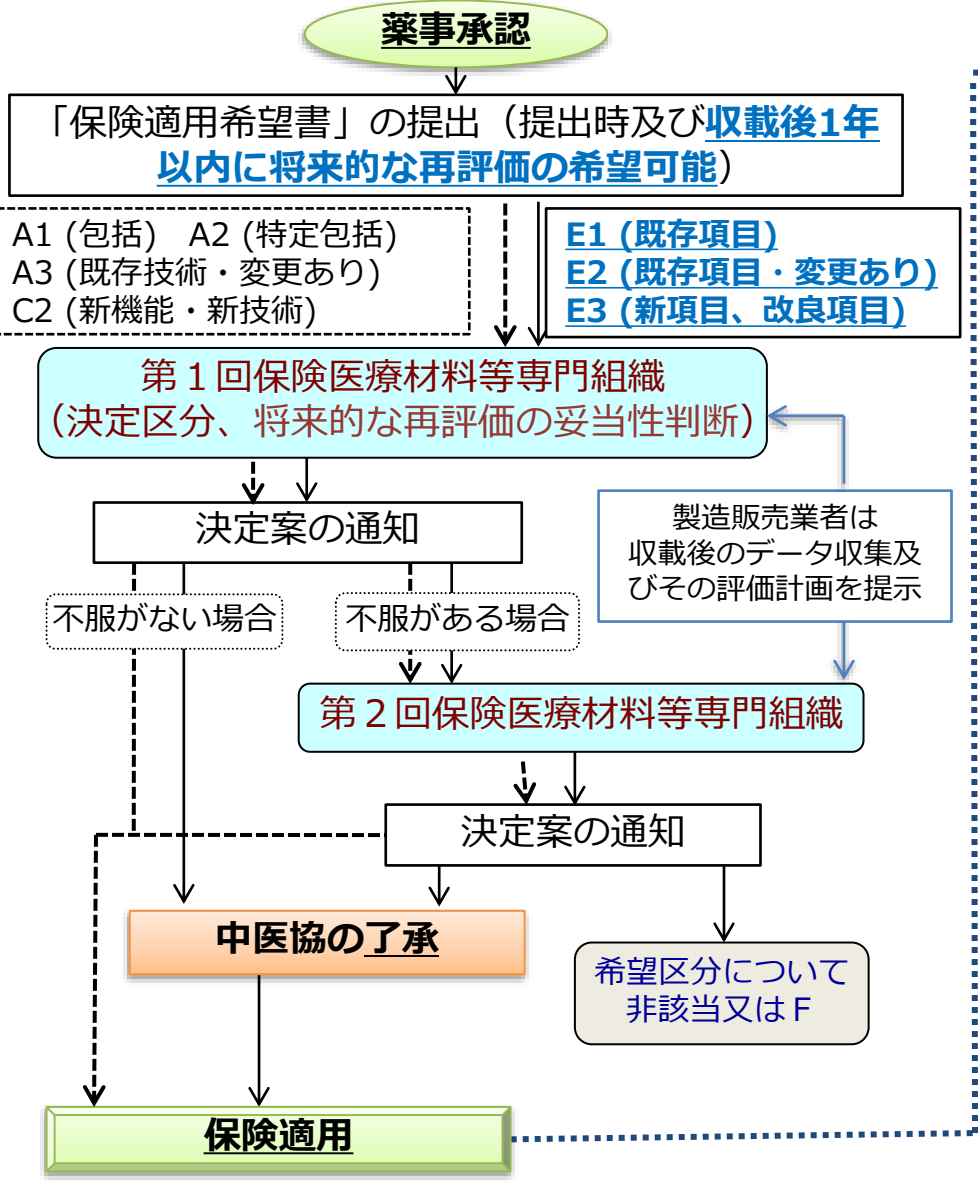 薬事承認
「保険適用希望書」の提出（提出時及び収載後1年
以内に将来的な再評価の希望可能）
A1 (包括)　A2 (特定包括)
A3 (既存技術・変更あり)
C2 (新機能・新技術)
E1 (既存項目)
E2 (既存項目・変更あり)
E3 (新項目、改良項目)
第１回保険医療材料等専門組織
（決定区分、将来的な再評価の妥当性判断）
決定案の通知
製造販売業者は
収載後のデータ収集及
びその評価計画を提示
不服がない場合
不服がある場合
第２回保険医療材料等専門組織
決定案の通知
中医協の了承
希望区分について
非該当又はＦ
保険適用